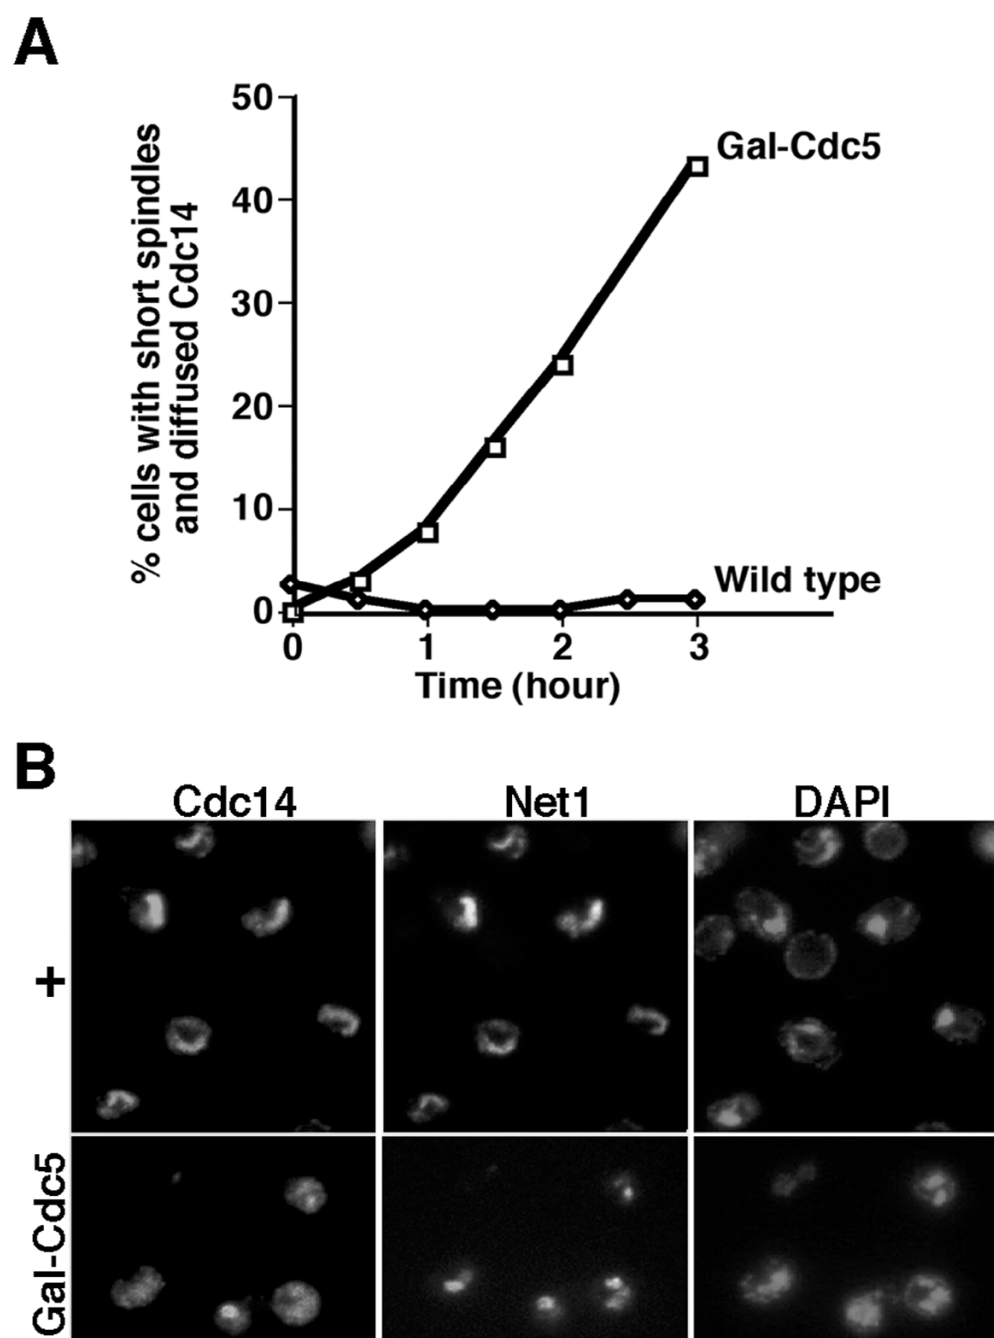 A
% cells with short spindles
and diffused Cdc14
50
40
30
20
10
0
Gal-Cdc5
Wild type
0 1 2 3
Time (hour)
B
Cdc14 Net1 DAPI
+
Gal-Cdc5